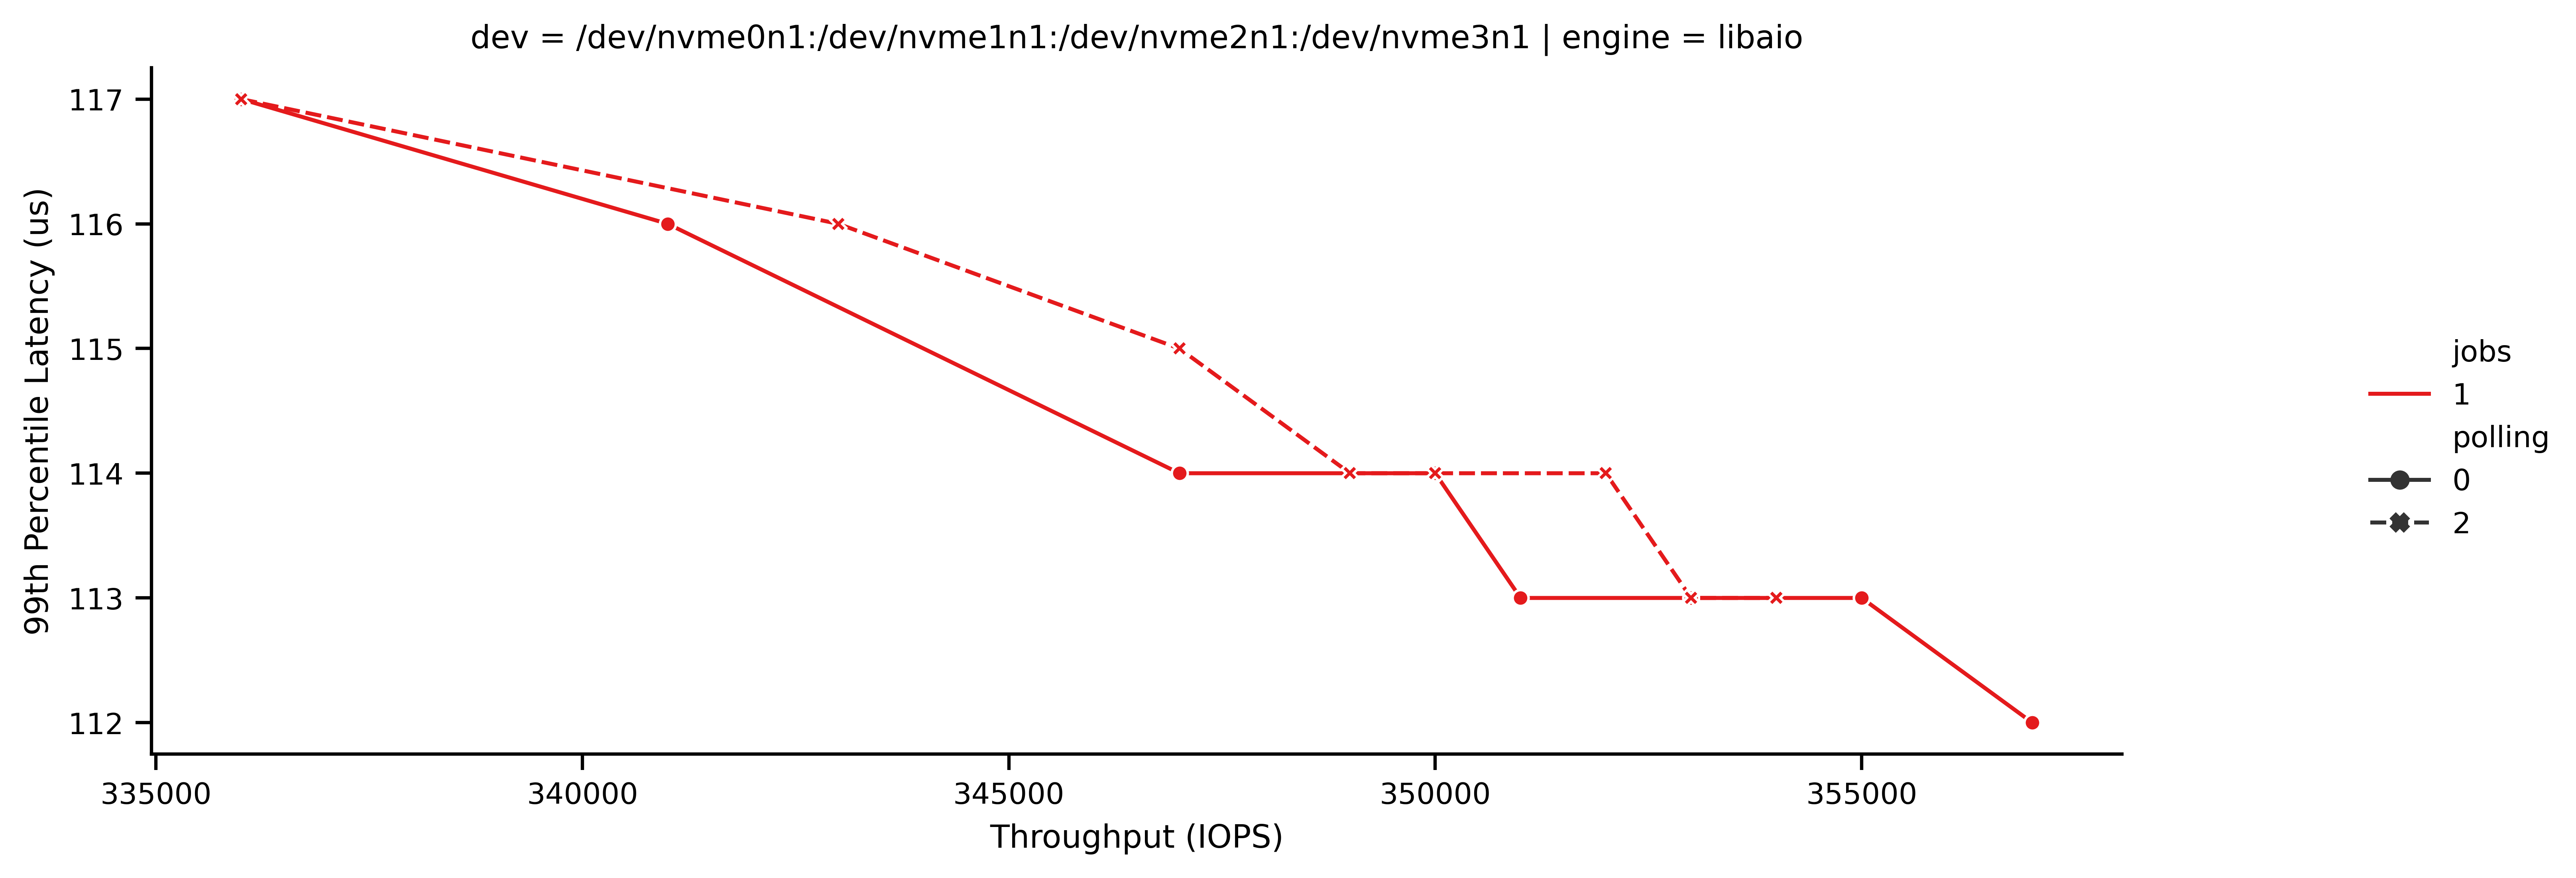 dev = /dev/nvme0n1:/dev/nvme1n1:/dev/nvme2n1:/dev/nvme3n1 | engine = libaio
99th Percentile Latency (us)
117
116
115
114
113
112
335000
340000
345000
350000
355000
Throughput (IOPS)
jobs
1
polling
0
2